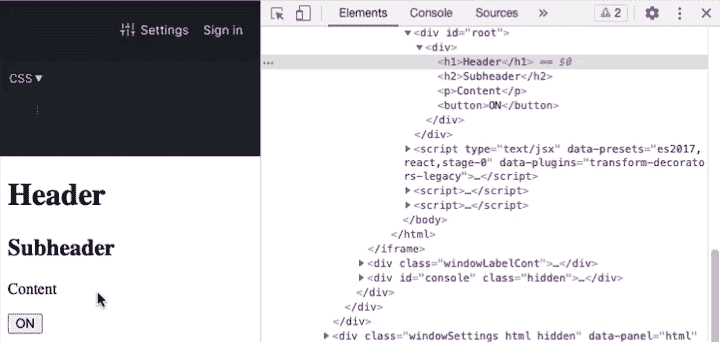 Settings Sign in
CSS ▼
Header
Subheader
Content
ON
Elements Console Sources » 2
▼<div id="root">
▼<div>
… <h1>Header</h1> == $0
<h2>Subheader</h2>
<p>Content</p>
<button>ON</button>
</div>
</div>
▶<script type="text/jsx" data-presets="es2017,
react,stage-0" data-plugins="transform-decorato
rs-legacy">…</script>
▶<script>…</script>
▶<script>…</script>
</body>
</html>
</iframe>
▶<div class="windowLabelCont">…</div>
▶<div id="console" class="hidden">…</div>
</div>
</div>
</div>
▶<div class="windowSettings html hidden" data-panel="html"